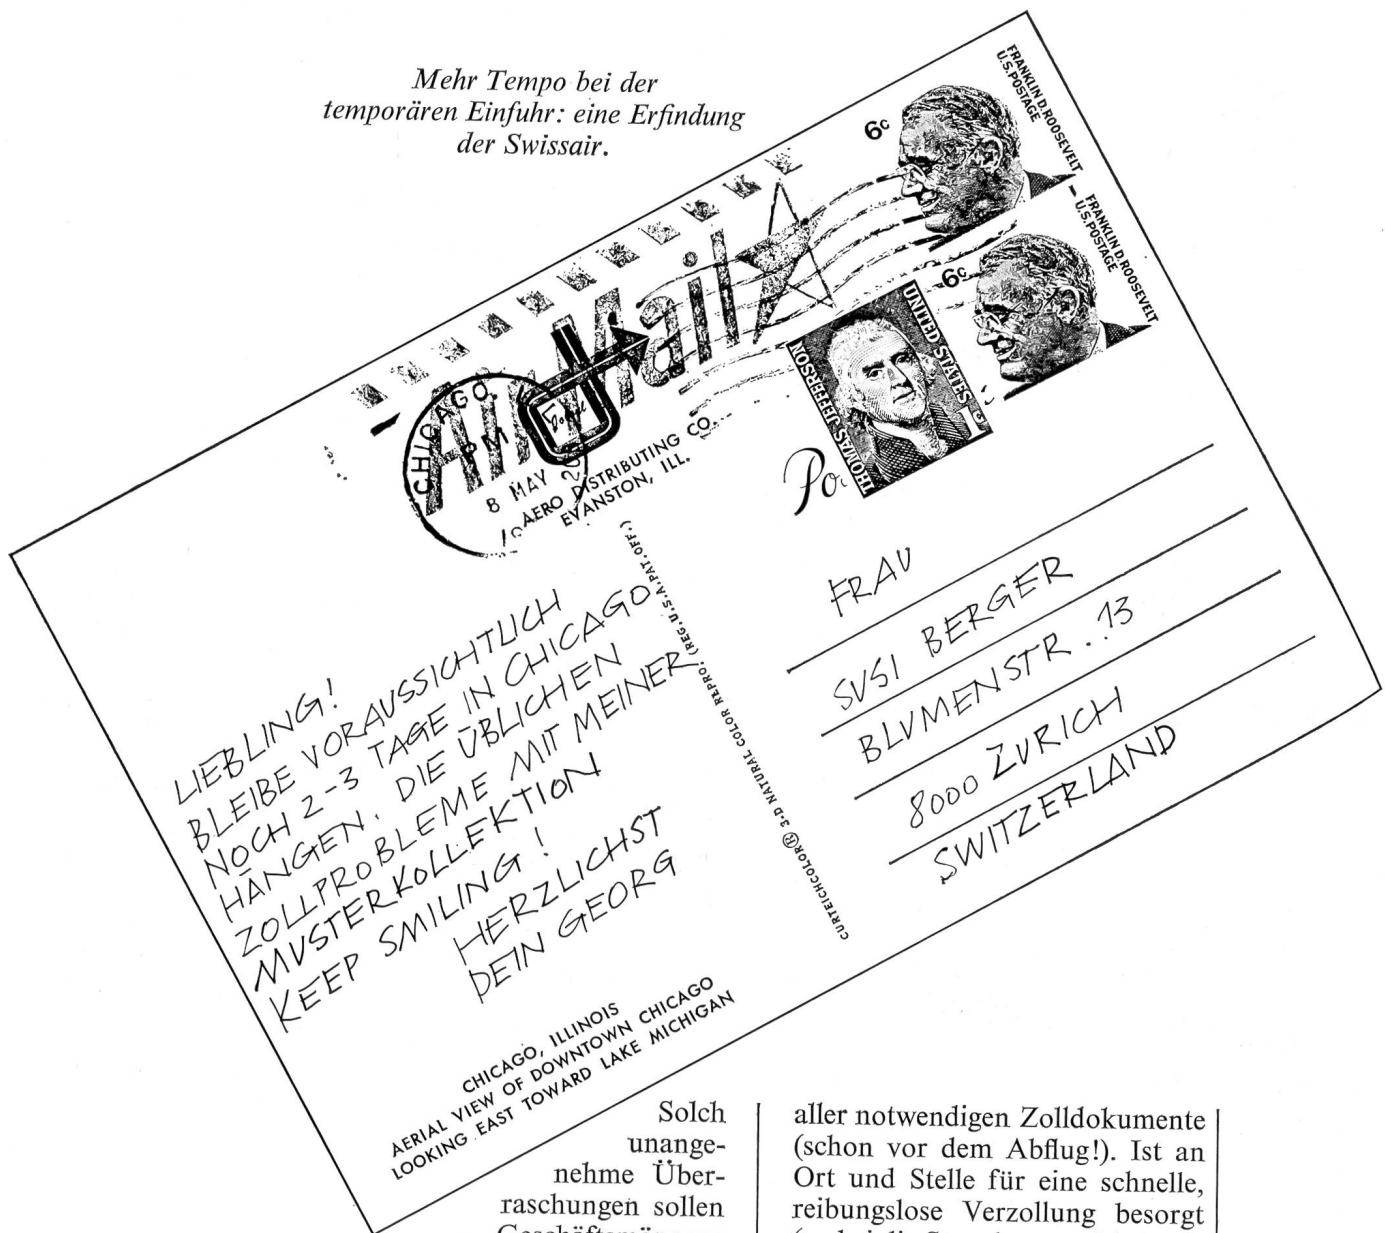 Mehr Tempo bei der
temporären Einfuhr: eine Erfindung
der Swissair.
FRANKLIN D. ROOSEVELT
U.S. POSTAGE
6c
FRANKLIN D. ROOSEVELT
U.S. POSTAGE
6c
UNITED STATES
THOMAS JEFFERSON
1c
Air Mail
CHICAGO,
PM
8 MAY
AERO DISTRIBUTING CO.
EVANSTON, ILL.
Po
LIEBLING!
BLEIBE VORAUSSICHTLICH
NOCH 2-3 TAGE IN CHICAGO
HÄNGEN. DIE ÜBLICHEN
ZOLLPROBLEME MIT MEINER
MUSTERKOLLEKTION
KEEP SMILING!
HERZLICHST
DEIN GEORG
CURTEICHCOLOR® 3-D NATURAL COLOR REPRO. (REG. U.S.A. PAT. OFF.)
FRAU
SUSI BERGER
BLUMENSTR. 13
8000 ZURICH
SWITZERLAND
CHICAGO, ILLINOIS
AERIAL VIEW OF DOWNTOWN CHICAGO
LOOKING EAST TOWARD LAKE MICHIGAN
Solch
unange-
nehme Über-
raschungen sollen
aller notwendigen Zolldokumente
(schon vor dem Abflug!). Ist an
Ort und Stelle für eine schnelle,
reibungslose Verzollung besorgt